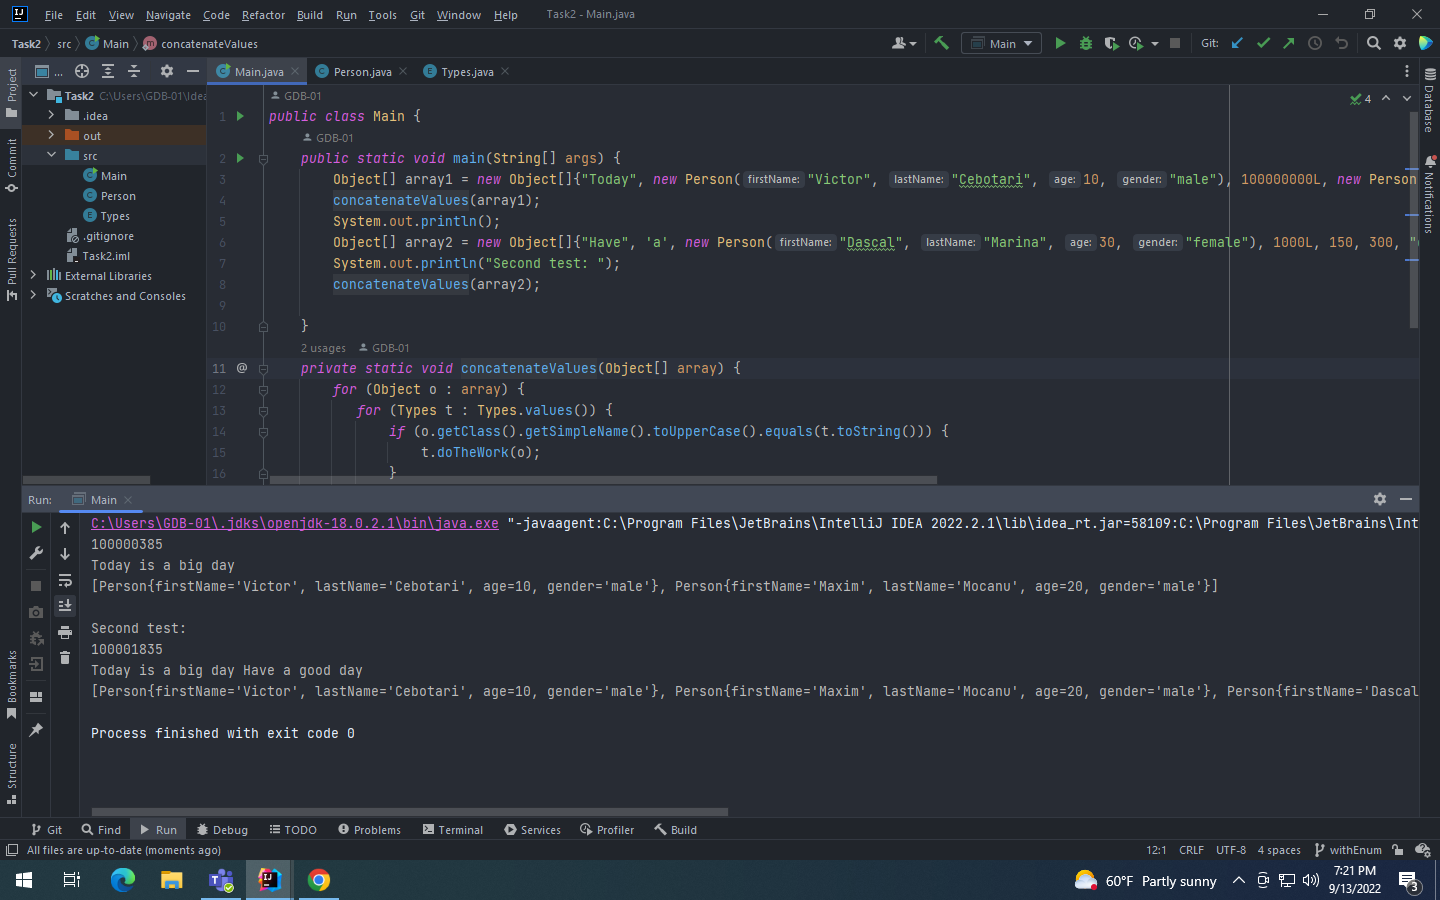 File Edit View Navigate Code Refactor Build Run Tools Git Window Help Task2 - Main.java
Task2 src Main concatenateValues Main Git:
Project ... Main.java Person.java Types.java
Task2 C:\Users\GDB-01\Idea
.idea
out
src
Main
Person
Types
.gitignore
Task2.iml
External Libraries
Scratches and Consoles
Commit
Pull Requests
Bookmarks
Structure
Database
Notifications
GDB-01
4
1 public class Main {
GDB-01
2 public static void main(String[] args) {
3 Object[] array1 = new Object[]{"Today", new Person( firstName: "Victor", lastName: "Cebotari", age: 10, gender: "male"), 100000000L, new Person
4 concatenateValues(array1);
5 System.out.println();
6 Object[] array2 = new Object[]{"Have", 'a', new Person( firstName: "Dascal", lastName: "Marina", age: 30, gender: "female"), 1000L, 150, 300, "
7 System.out.println("Second test: ");
8 concatenateValues(array2);
9
10 }
2 usages GDB-01
11 @ private static void concatenateValues(Object[] array) {
12 for (Object o : array) {
13 for (Types t : Types.values()) {
14 if (o.getClass().getSimpleName().toUpperCase().equals(t.toString())) {
15 t.doTheWork(o);
16 }
Run: Main
C:\Users\GDB-01\.jdks\openjdk-18.0.2.1\bin\java.exe "-javaagent:C:\Program Files\JetBrains\IntelliJ IDEA 2022.2.1\lib\idea_rt.jar=58109:C:\Program Files\JetBrains\Int
100000385
Today is a big day
[Person{firstName='Victor', lastName='Cebotari', age=10, gender='male'}, Person{firstName='Maxim', lastName='Mocanu', age=20, gender='male'}]
Second test:
100001835
Today is a big day Have a good day
[Person{firstName='Victor', lastName='Cebotari', age=10, gender='male'}, Person{firstName='Maxim', lastName='Mocanu', age=20, gender='male'}, Person{firstName='Dascal
Process finished with exit code 0
Git Find Run Debug TODO Problems Terminal Services Profiler Build
All files are up-to-date (moments ago) 12:1 CRLF UTF-8 4 spaces withEnum
60°F Partly sunny 7:21 PM
9/13/2022 3